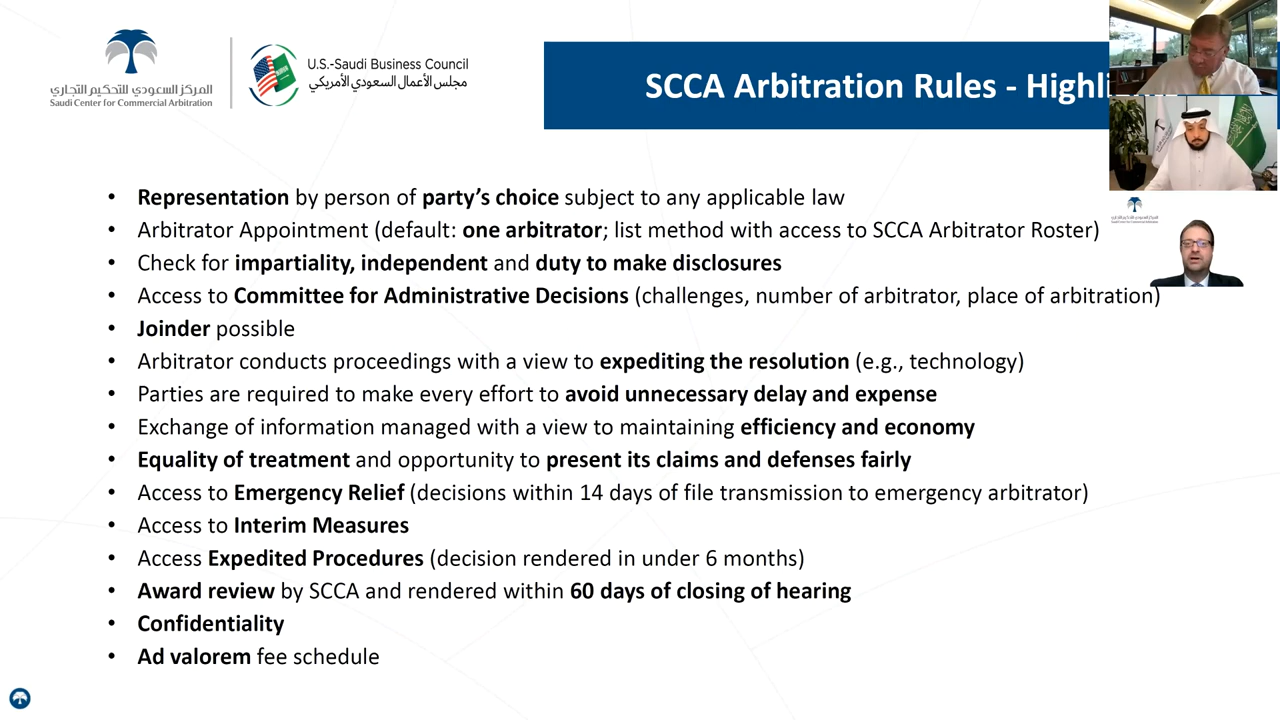 المركز السعودي للتحكيم التجاري
Saudi Center for Commercial Arbitration
U.S.-Saudi Business Council
مجلس الأعمال السعودي الأمريكي
SCCA Arbitration Rules - Highli
• Representation by person of party’s choice subject to any applicable law
• Arbitrator Appointment (default: one arbitrator; list method with access to SCCA Arbitrator Roster)
• Check for impartiality, independent and duty to make disclosures
• Access to Committee for Administrative Decisions (challenges, number of arbitrator, place of arbitration)
• Joinder possible
• Arbitrator conducts proceedings with a view to expediting the resolution (e.g., technology)
• Parties are required to make every effort to avoid unnecessary delay and expense
• Exchange of information managed with a view to maintaining efficiency and economy
• Equality of treatment and opportunity to present its claims and defenses fairly
• Access to Emergency Relief (decisions within 14 days of file transmission to emergency arbitrator)
• Access to Interim Measures
• Access Expedited Procedures (decision rendered in under 6 months)
• Award review by SCCA and rendered within 60 days of closing of hearing
• Confidentiality
• Ad valorem fee schedule